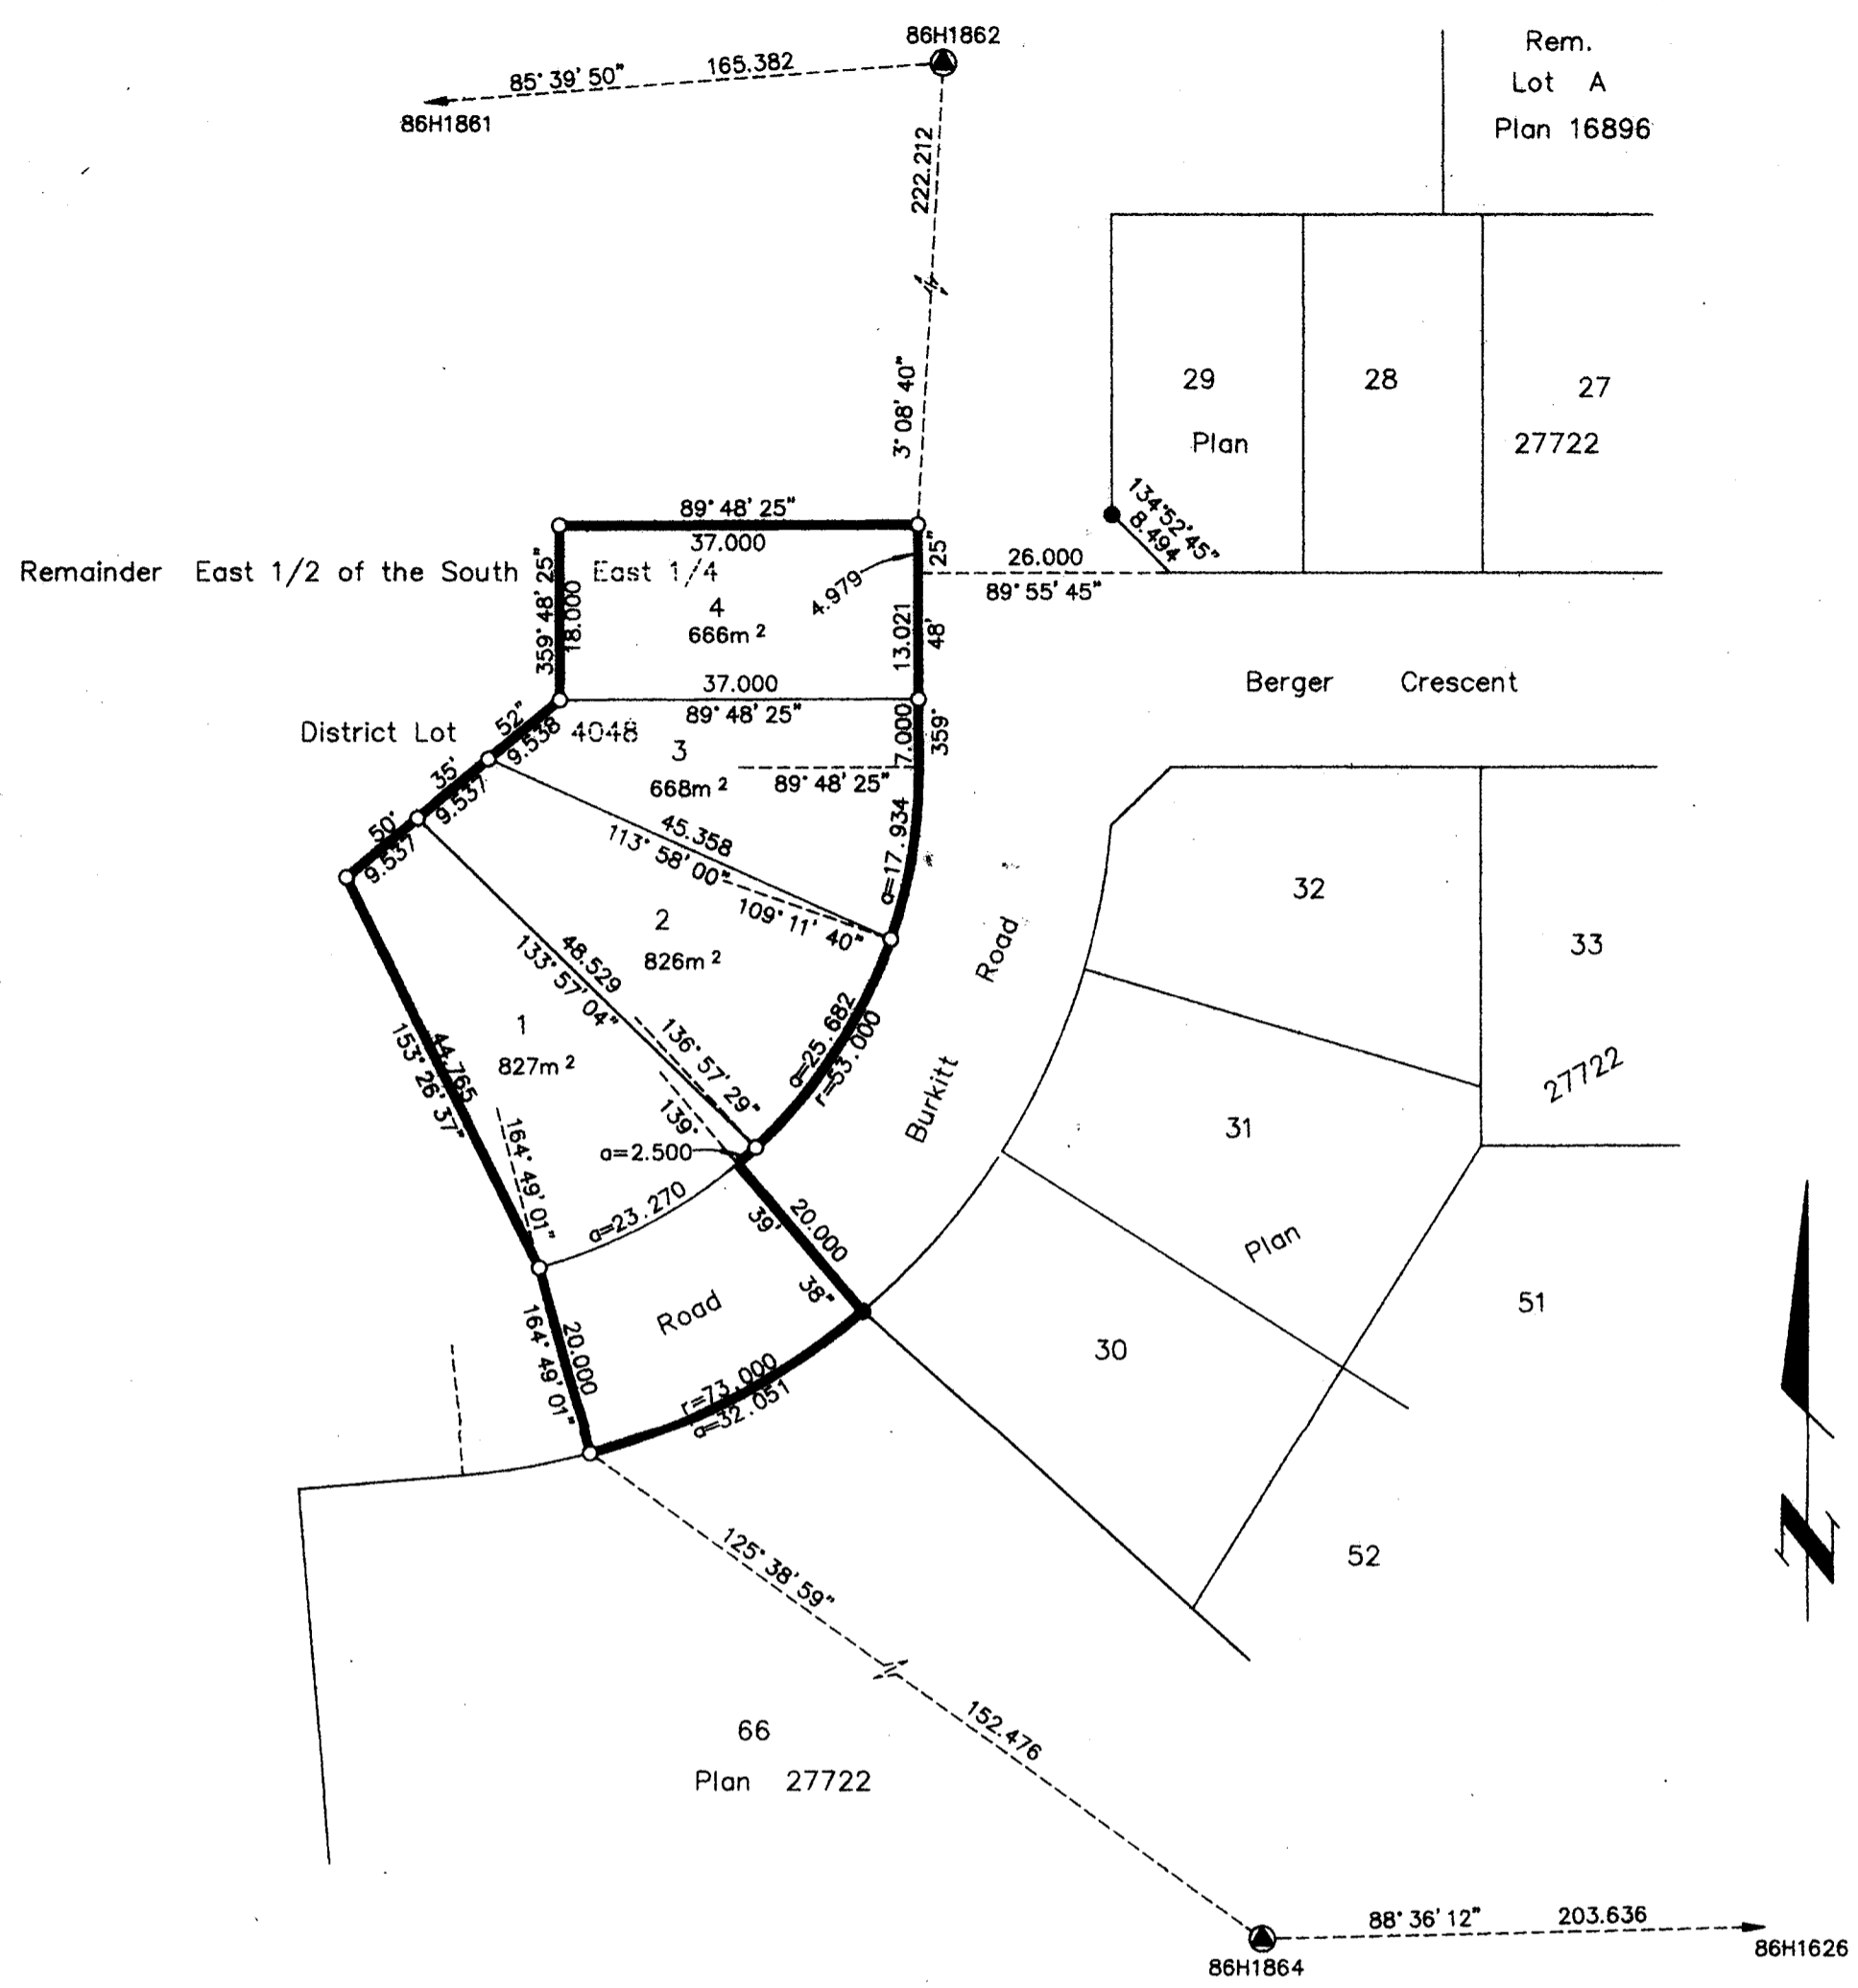 86H1862
85° 39' 50" 165.382
86H1861
222.212
3° 08' 40"
Rem.
Lot A
Plan 16896
29
28
27
Plan
27722
134° 52' 45"
8.494
89° 48' 25"
37.000
Remainder East 1/2 of the South East 1/4
359° 48' 25"
18.000
4
666m²
4.979
25"
26.000
89° 55' 45"
13.021
48'
37.000
89° 48' 25"
7.000
359°
Berger Crescent
District Lot 4048
52"
9.538
35'
9.537
50'
9.537
3
668m²
89° 48' 25"
a=17.934
45.358
113° 58' 00"
109° 11' 40"
2
826m²
48.529
133° 57' 04"
136° 57' 29"
a=25.682
r=53.000
1
827m²
44.765
153° 26' 37"
164° 49' 01"
139°
a=2.500
a=23.270
20.000
39'
38"
Road
20.000
164° 49' 01"
r=73.000
a=32.051
Burkitt Road
32
33
31
27722
Plan
30
51
52
125° 38' 59"
152.476
66
Plan 27722
N
86H1864
88° 36' 12" 203.636
86H1626